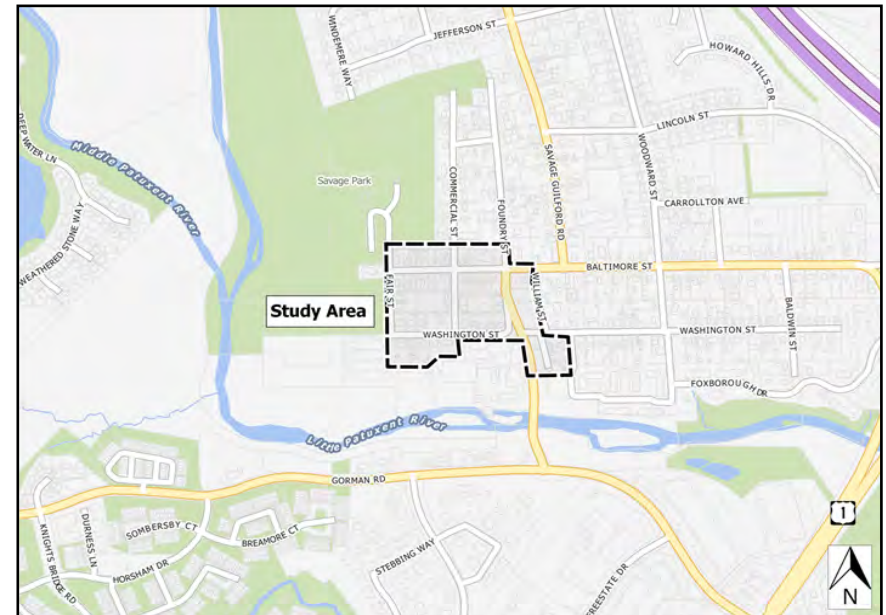 WINDEMERE WAY
JEFFERSON ST
HOWARD HILLS DR
LINCOLN ST
DEEP WATER LN
Middle Patuxent River
WEATHERED STONE WAY
Savage Park
COMMERCIAL ST
FOUNDRY ST
SAVAGE GUILFORD RD
WOODWARD ST
CARROLLTON AVE
BALTIMORE ST
FAIR ST
WILLIAM ST
BALDWIN ST
Study Area
WASHINGTON ST
WASHINGTON ST
FOXBOROUGH DR
Little Patuxent River
GORMAN RD
1
KNIGHTS BRIDGE RD
DURNESS LN
SOMBERSBY CT
BREAMORE CT
HORSHAM DR
STEBBING WAY
FREESTATE DR
N